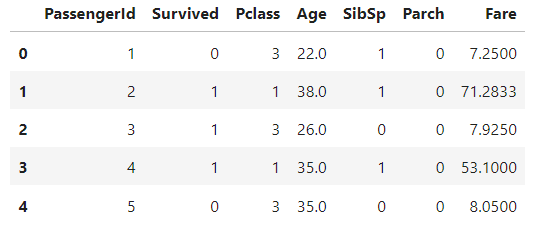 PassengerId Survived Pclass Age SibSp Parch Fare
0 1 0 3 22.0 1 0 7.2500
1 2 1 1 38.0 1 0 71.2833
2 3 1 3 26.0 0 0 7.9250
3 4 1 1 35.0 1 0 53.1000
4 5 0 3 35.0 0 0 8.0500